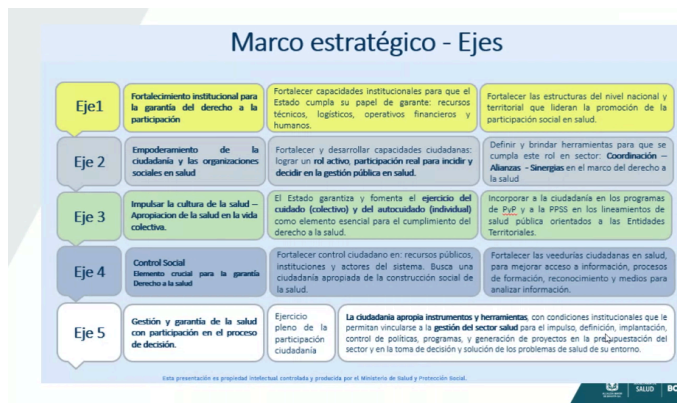 Marco estratégico - Ejes
Eje1
Fortalecimiento institucional para
la garantía del derecho a la
participación
Fortalecer capacidades institucionales para que el
Estado cumpla su papel de garante: recursos
técnicos, logísticos, operativos financieros y
humanos.
Fortalecer las estructuras del nivel nacional y
territorial que lideran la promoción de la
participación social en salud.
Eje 2
Empoderamiento de la
ciudadanía y las organizaciones
sociales en salud
Fortalecer y desarrollar capacidades ciudadanas:
lograr un rol activo, participación real para incidir y
decidir en la gestión pública en salud.
Definir y brindar herramientas para que se
cumpla este rol en sector: Coordinación –
Alianzas - Sinergias en el marco del derecho a
la salud
Eje 3
Impulsar la cultura de la salud –
Apropiacion de la salud en la vida
colectiva.
El Estado garantiza y fomenta el ejercicio del
cuidado (colectivo) y del autocuidado (individual)
como elemento esencial para el cumplimiento del
derecho a la salud.
Incorporar a la ciudadanía en los programas
de PyP y a la PPSS en los lineamientos de
salud pública orientados a las Entidades
Territoriales.
Eje 4
Control Social
Elemento crucial para la garantía
Derecho a la salud
Fortalecer control ciudadano en: recursos públicos,
instituciones y actores del sistema. Busca una
ciudadanía apropiada de la construcción social de
la salud.
Fortalecer las veedurías ciudadanas en salud,
para mejorar acceso a información, procesos
de formación, reconocimiento y medios para
analizar información.
Eje 5
Gestión y garantía de la salud
con participación en el proceso
de decisión.
Ejercicio
pleno de la
participación
ciudadanía
La ciudadanía apropia instrumentos y herramientas, con condiciones institucionales que le
permitan vincularse a la gestión del sector salud para el impulso, definición, implantación,
control de políticas, programas, y generación de proyectos en la presupuestación del
sector y en la toma de decisión y solución de los problemas de salud de su entorno.
Esta presentación es propiedad intelectual controlada y producida por el Ministerio de Salud y Protección Social.
SALUD